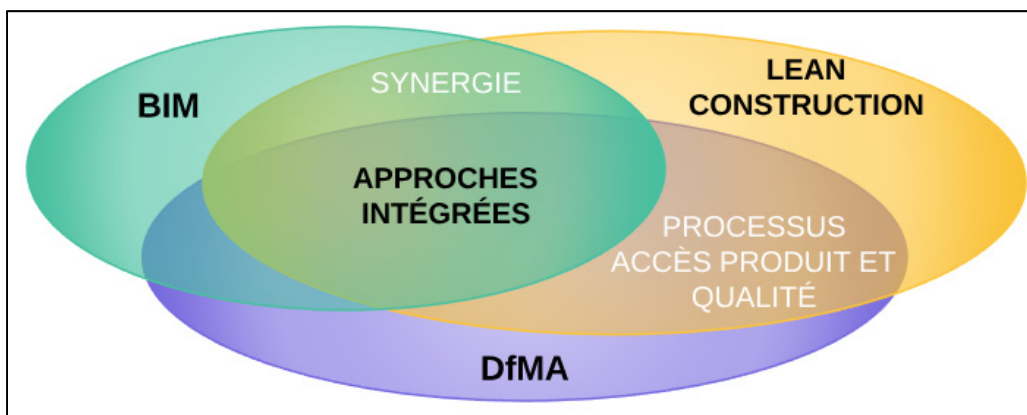 SYNERGIE
BIM
LEAN
CONSTRUCTION
APPROCHES
INTÉGRÉES
PROCESSUS
ACCÈS PRODUIT ET
QUALITÉ
DfMA